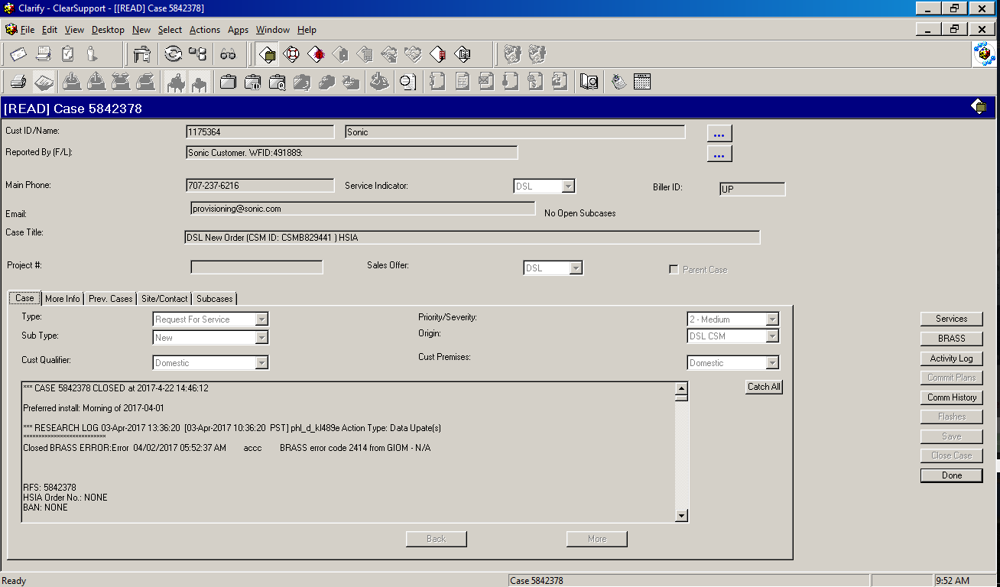 Clarify - ClearSupport - [[READ] Case 5842378]
File Edit View Desktop New Select Actions Apps Window Help
[READ] Case 5842378
Cust ID/Name: 1175364 Sonic ...
Reported By (F/L): Sonic Customer. WFID:491889: ...
Main Phone: 707-237-6216 Service Indicator: DSL Biller ID: UP
Email: provisioning@sonic.com No Open Subcases
Case Title: DSL New Order (CSM ID: CSMB829441 ) HSIA
Project #: Sales Offer: DSL Parent Case
Case More Info Prev. Cases Site/Contact Subcases
Type: Request For Service Priority/Severity: 2 - Medium
Sub Type: New Origin: DSL CSM
Cust Qualifier: Domestic Cust Premises: Domestic
*** CASE 5842378 CLOSED at 2017-4-22 14:46:12
Preferred install: Morning of 2017-04-01
*** RESEARCH LOG 03-Apr-2017 13:36:20 [03-Apr-2017 10:36:20 PST] phl_d_kl489e Action Type: Data Upate(s)
***************************
Closed BRASS ERROR:Error 04/02/2017 05:52:37 AM accc BRASS error code 2414 from GIOM - N/A
RFS: 5842378
HSIA Order No.: NONE
BAN: NONE
Catch All
Back More
Services
BRASS
Activity Log
Commit Plans
Comm History
Flashes
Save
Close Case
Done
Ready Case 5842378 9:52 AM